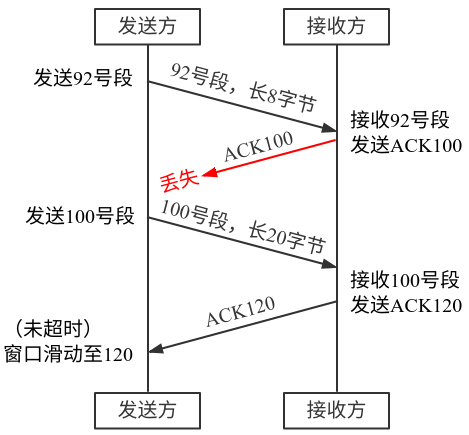 发送方
接收方
发送92号段
92号段，长8字节
接收92号段
发送ACK100
ACK100
丢失
发送100号段
100号段，长20字节
接收100号段
发送ACK120
ACK120
（未超时）
窗口滑动至120
发送方
接收方